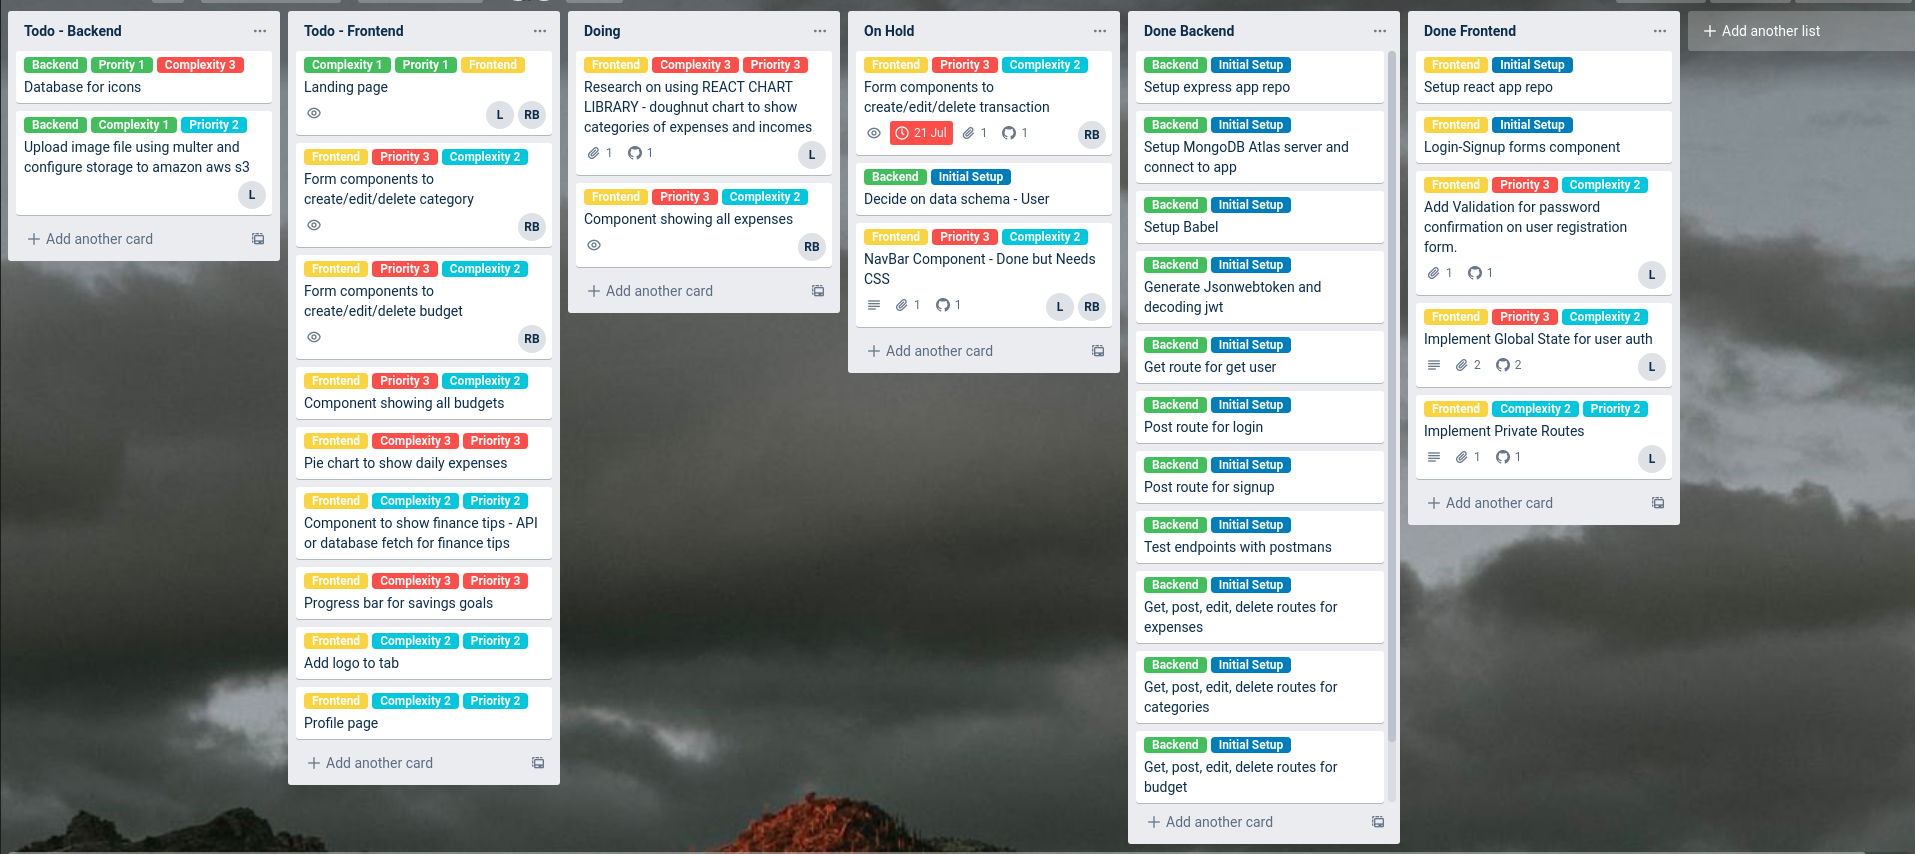 Todo - Backend
Backend Prority 1 Complexity 3
Database for icons
Backend Complexity 1 Priority 2
Upload image file using multer and
configure storage to amazon aws s3
L
Add another card
Todo - Frontend
Complexity 1 Prority 1 Frontend
Landing page
L RB
Frontend Priority 3 Complexity 2
Form components to
create/edit/delete category
RB
Frontend Priority 3 Complexity 2
Form components to
create/edit/delete budget
RB
Frontend Priority 3 Complexity 2
Component showing all budgets
Frontend Complexity 3 Priority 3
Pie chart to show daily expenses
Frontend Complexity 2 Priority 2
Component to show finance tips - API
or database fetch for finance tips
Frontend Complexity 3 Priority 3
Progress bar for savings goals
Frontend Complexity 2 Priority 2
Add logo to tab
Frontend Complexity 2 Priority 2
Profile page
Add another card
Doing
Frontend Complexity 3 Priority 3
Research on using REACT CHART
LIBRARY - doughnut chart to show
categories of expenses and incomes
1 1 L
Frontend Priority 3 Complexity 2
Component showing all expenses
RB
Add another card
On Hold
Frontend Priority 3 Complexity 2
Form components to
create/edit/delete transaction
21 Jul 1 1 RB
Backend Initial Setup
Decide on data schema - User
Frontend Priority 3 Complexity 2
NavBar Component - Done but Needs
CSS
1 1 L RB
Add another card
Done Backend
Backend Initial Setup
Setup express app repo
Backend Initial Setup
Setup MongoDB Atlas server and
connect to app
Backend Initial Setup
Setup Babel
Backend Initial Setup
Generate Jsonwebtoken and
decoding jwt
Backend Initial Setup
Get route for get user
Backend Initial Setup
Post route for login
Backend Initial Setup
Post route for signup
Backend Initial Setup
Test endpoints with postmans
Backend Initial Setup
Get, post, edit, delete routes for
expenses
Backend Initial Setup
Get, post, edit, delete routes for
categories
Backend Initial Setup
Get, post, edit, delete routes for
budget
Add another card
Done Frontend
Frontend Initial Setup
Setup react app repo
Frontend Initial Setup
Login-Signup forms component
Frontend Priority 3 Complexity 2
Add Validation for password
confirmation on user registration
form.
1 1 L
Frontend Priority 3 Complexity 2
Implement Global State for user auth
2 2 L
Frontend Complexity 2 Priority 2
Implement Private Routes
1 1 L
Add another card
Add another list